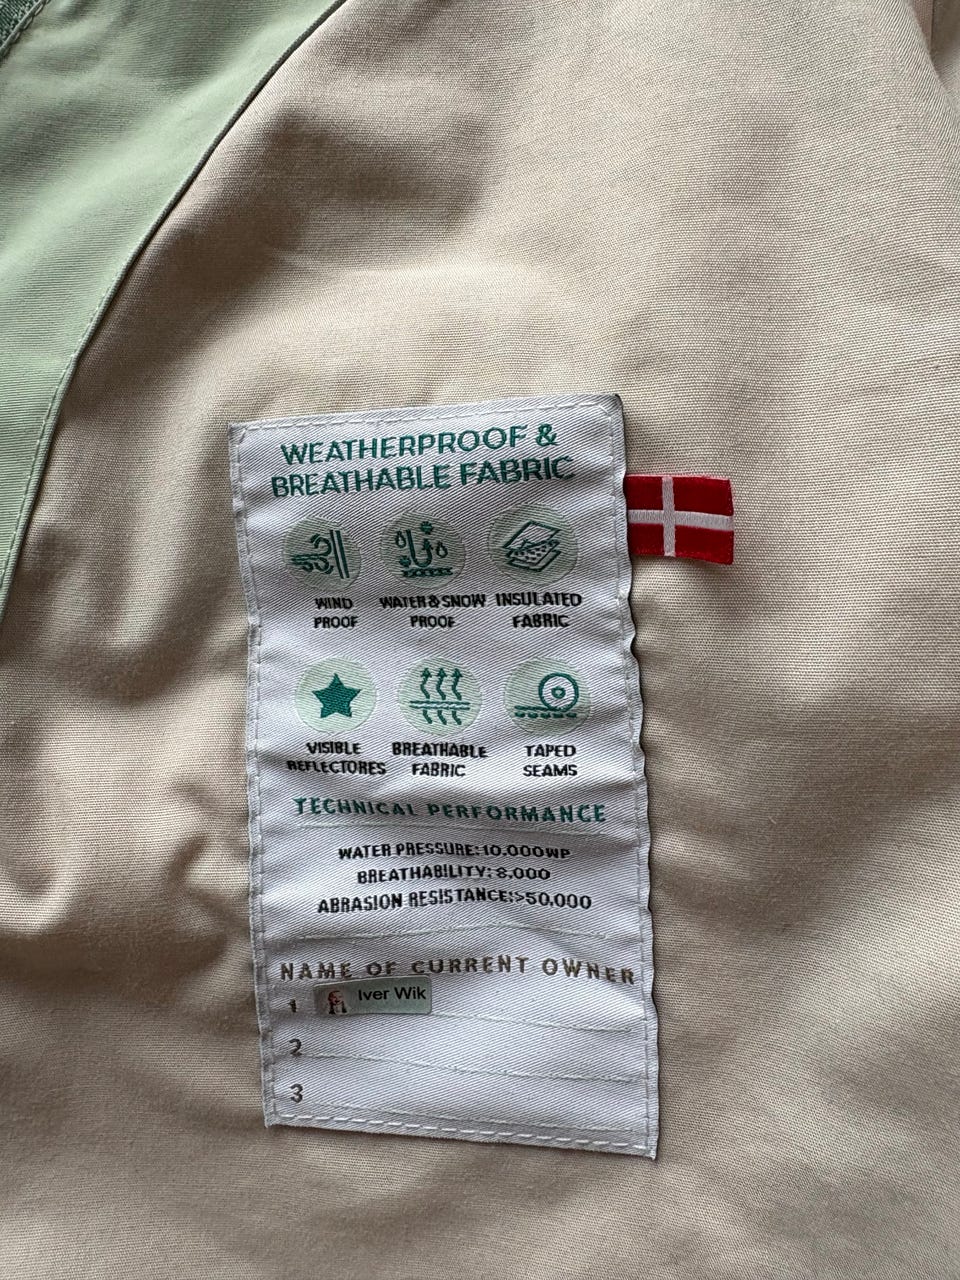 WEATHERPROOF &
BREATHABLE FABRIC
WIND
PROOF
WATER & SNOW
PROOF
INSULATED
FABRIC
VISIBLE
REFLECTORES
BREATHABLE
FABRIC
TAPED
SEAMS
TECHNICAL PERFORMANCE
WATER PRESSURE: 10.000WP
BREATHABILITY: 8.000
ABRASION RESISTANCE: >50.000
NAME OF CURRENT OWNER
1 Iver Wik
2
3